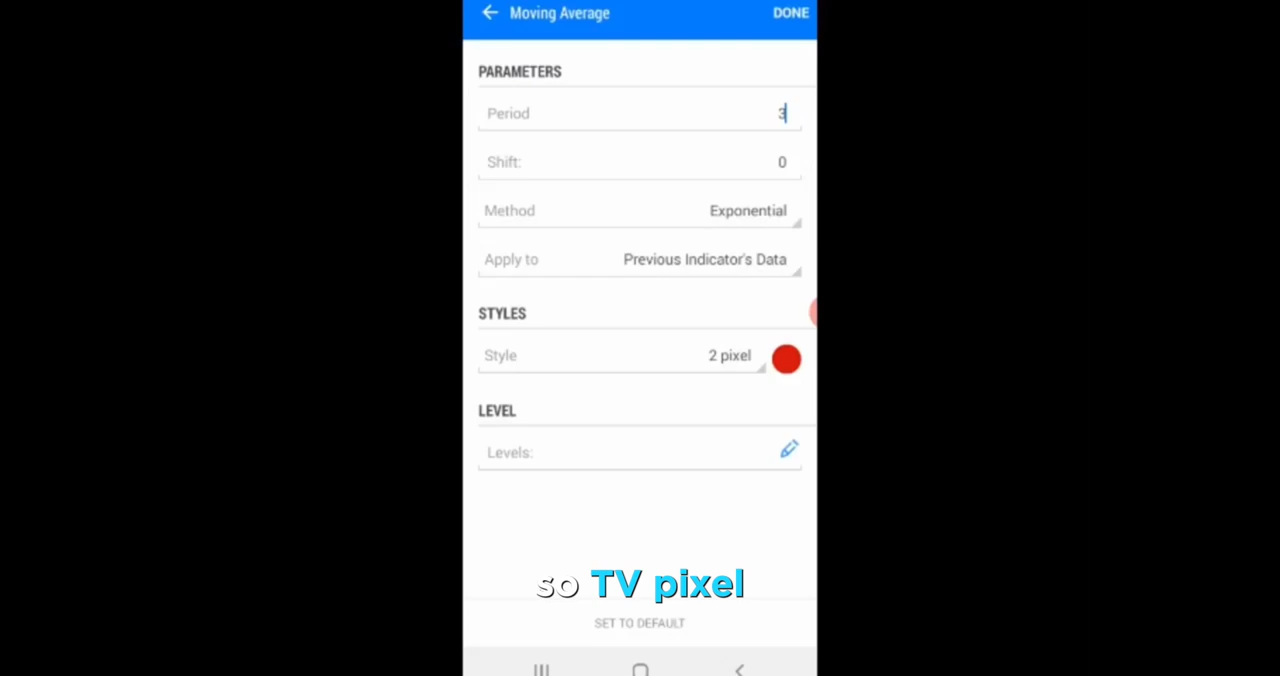 Moving Average DONE
PARAMETERS
Period 3
Shift: 0
Method Exponential
Apply to Previous Indicator's Data
STYLES
Style 2 pixel
LEVEL
Levels:
so TV pixel
SET TO DEFAULT